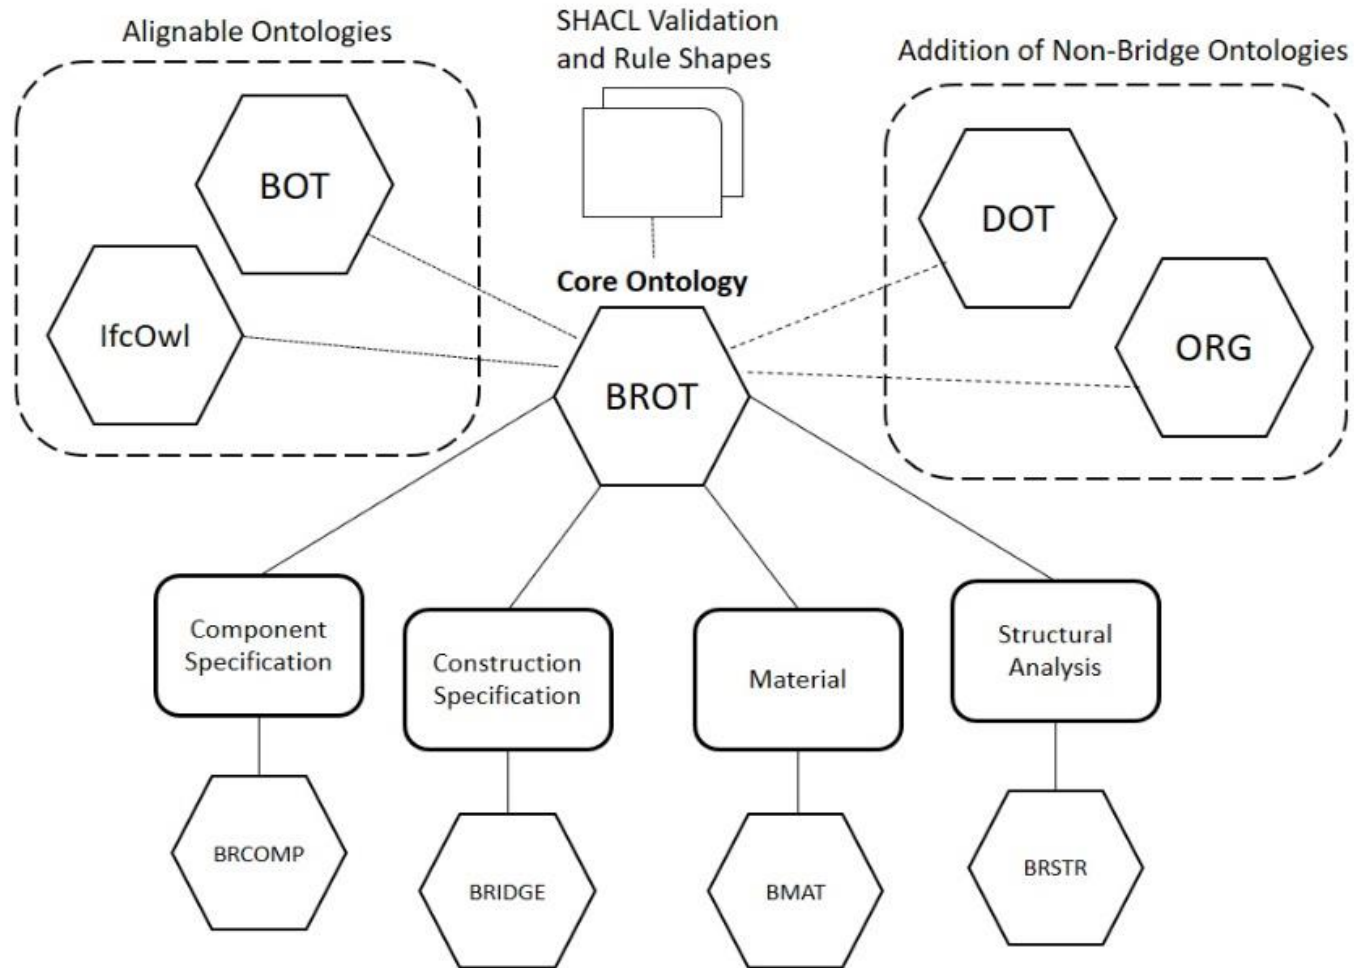 Alignable Ontologies
SHACL Validation
and Rule Shapes
Addition of Non-Bridge Ontologies
BOT
IfcOwl
DOT
ORG
Core Ontology
BROT
Component
Specification
Construction
Specification
Material
Structural
Analysis
BRCOMP
BRIDGE
BMAT
BRSTR